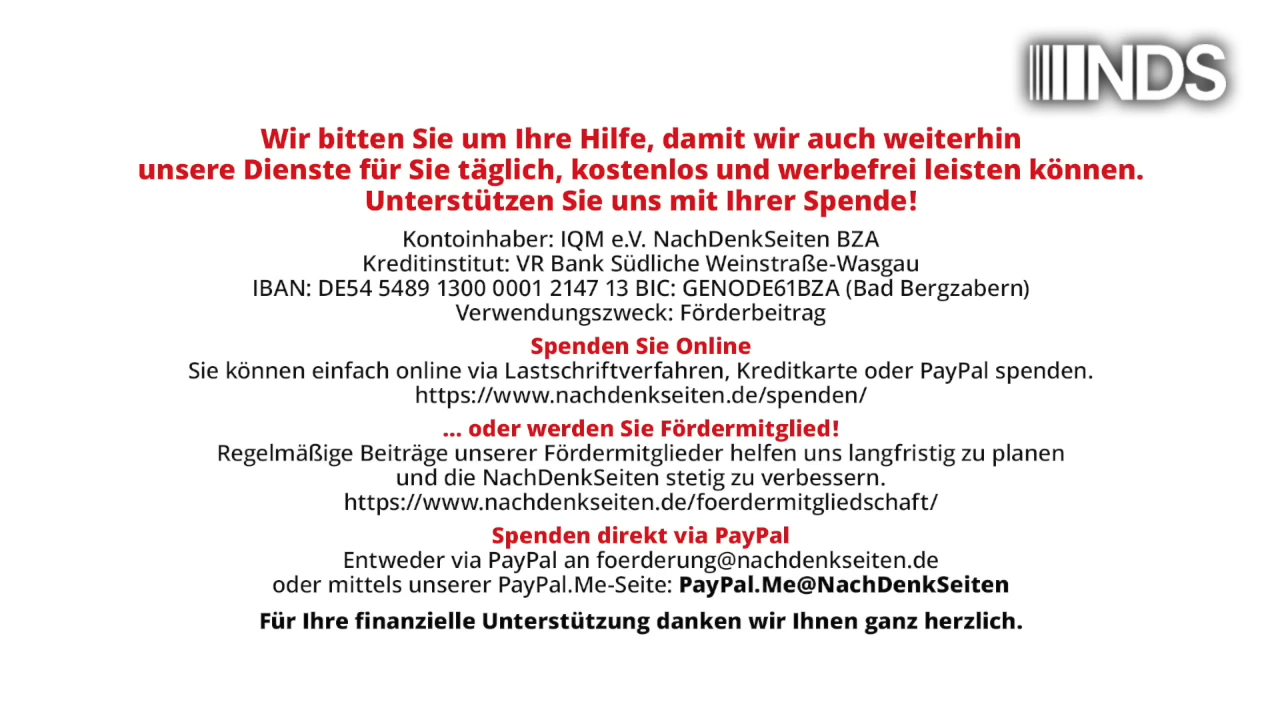 NDS
Wir bitten Sie um Ihre Hilfe, damit wir auch weiterhin
unsere Dienste für Sie täglich, kostenlos und werbefrei leisten können.
Unterstützen Sie uns mit Ihrer Spende!
Kontoinhaber: IQM e.V. NachDenkSeiten BZA
Kreditinstitut: VR Bank Südliche Weinstraße-Wasgau
IBAN: DE54 5489 1300 0001 2147 13 BIC: GENODE61BZA (Bad Bergzabern)
Verwendungszweck: Förderbeitrag
Spenden Sie Online
Sie können einfach online via Lastschriftverfahren, Kreditkarte oder PayPal spenden.
https://www.nachdenkseiten.de/spenden/
... oder werden Sie Fördermitglied!
Regelmäßige Beiträge unserer Fördermitglieder helfen uns langfristig zu planen
und die NachDenkSeiten stetig zu verbessern.
https://www.nachdenkseiten.de/foerdermitgliedschaft/
Spenden direkt via PayPal
Entweder via PayPal an foerderung@nachdenkseiten.de
oder mittels unserer PayPal.Me-Seite: PayPal.Me@NachDenkSeiten
Für Ihre finanzielle Unterstützung danken wir Ihnen ganz herzlich.